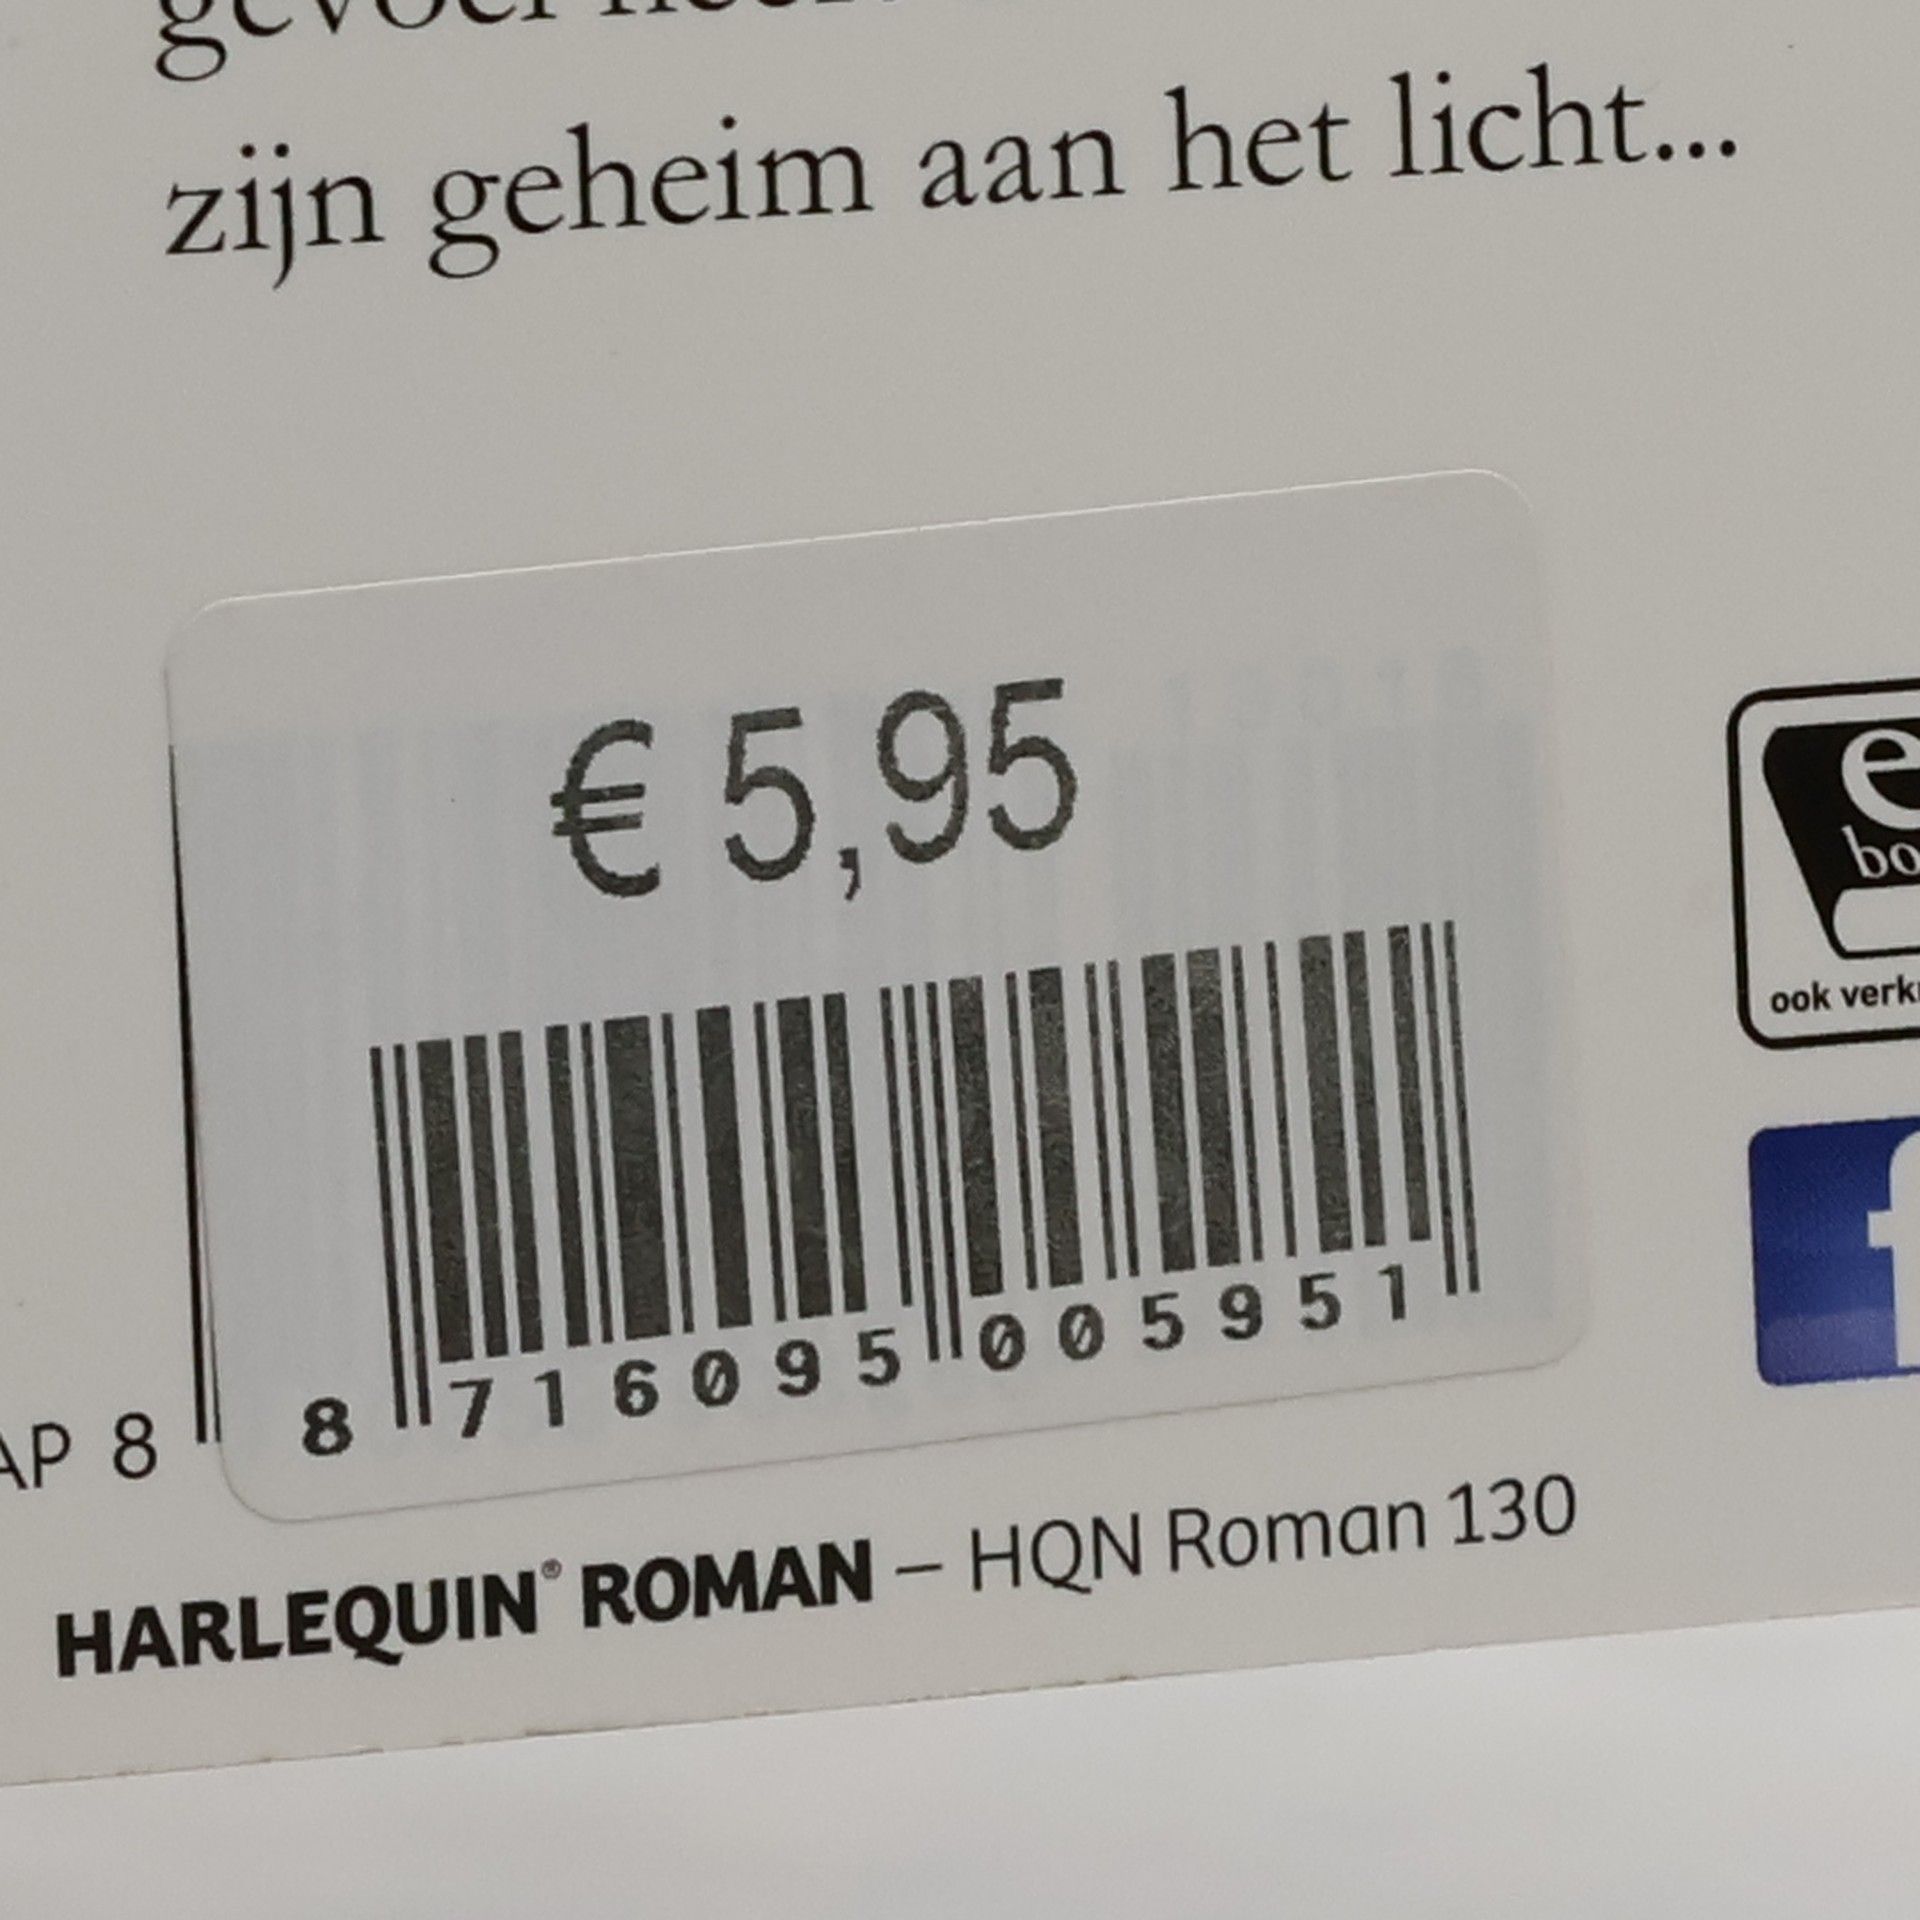 zijn geheim aan het licht...
€ 5,95
8 716095 005951
AP 8
ook verk
HARLEQUIN® ROMAN – HQN Roman 130